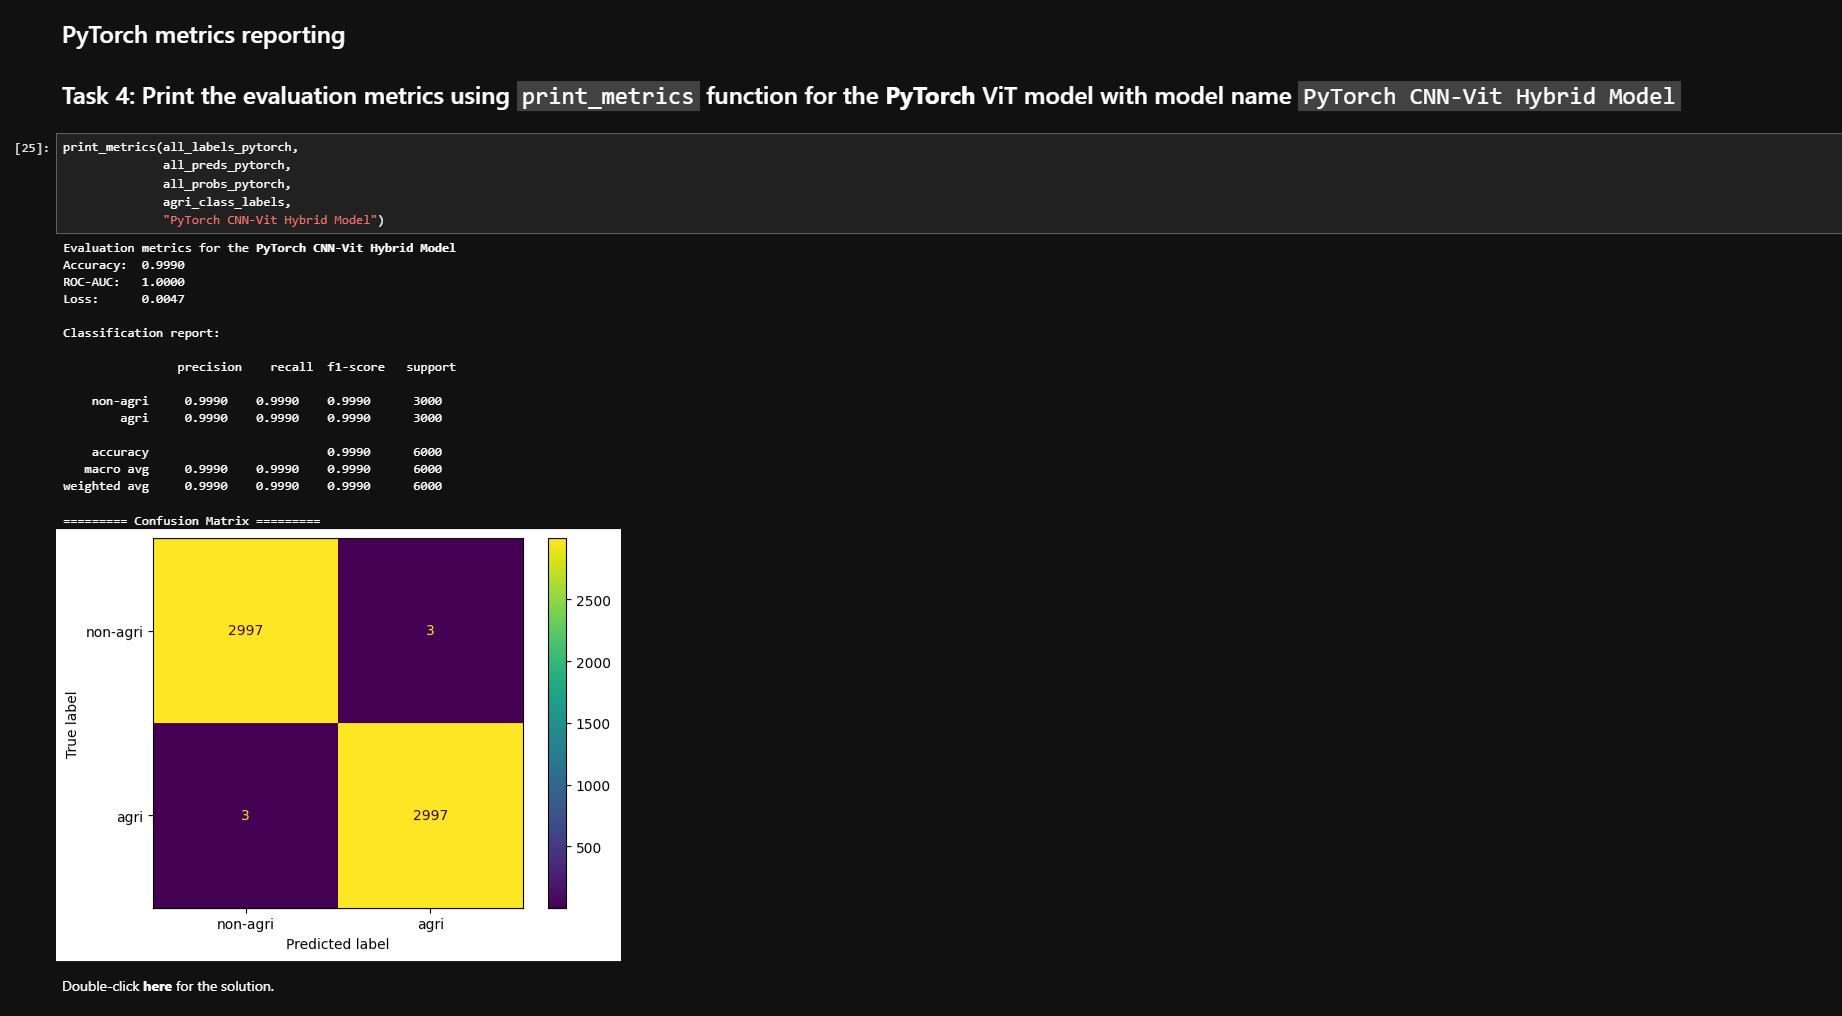 PyTorch metrics reporting
Task 4: Print the evaluation metrics using print_metrics function for the PyTorch ViT model with model name PyTorch CNN-Vit Hybrid Model
[25]:
print_metrics(all_labels_pytorch,
all_preds_pytorch,
all_probs_pytorch,
agri_class_labels,
"PyTorch CNN-Vit Hybrid Model")
Evaluation metrics for the PyTorch CNN-Vit Hybrid Model
Accuracy: 0.9990
ROC-AUC: 1.0000
Loss: 0.0047
Classification report:
precision recall f1-score support
non-agri 0.9990 0.9990 0.9990 3000
agri 0.9990 0.9990 0.9990 3000
accuracy 0.9990 6000
macro avg 0.9990 0.9990 0.9990 6000
weighted avg 0.9990 0.9990 0.9990 6000
========= Confusion Matrix =========
True label
non-agri
2997 3
agri
3 2997
non-agri agri
Predicted label
2500
2000
1500
1000
500
Double-click here for the solution.